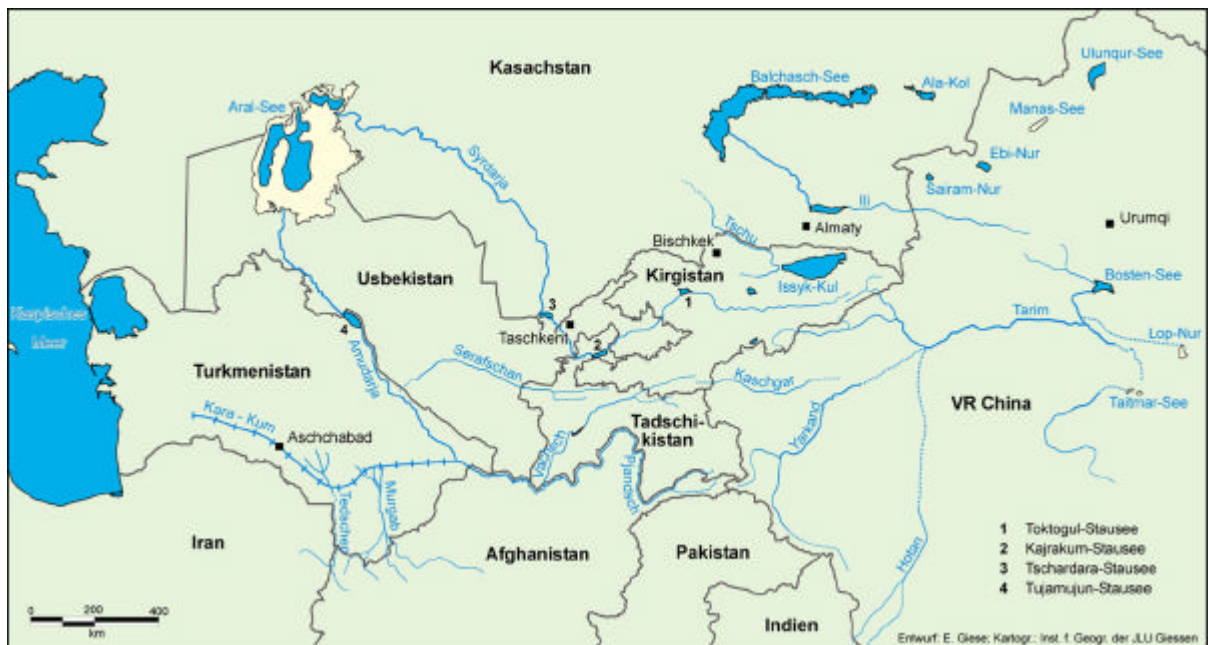 Ulunqur-See
Kasachstan
Balchasch-See
Ala-Kol
Aral-See
Manas-See
Syrdarja
Ebi-Nur
Sairam-Nur
Ili
Tschu
Almaty
Urumqi
Bischkek
Usbekistan
Kirgistan
Issyk-Kul
Bosten-See
3
1
Kaspisches
Meer
4
Taschkent
2
Tarim
Lop-Nur
Amudarja
Serafschan
Turkmenistan
Kaschgar
VR China
Taitmar-See
Kara - Kum
Aschchabad
Tadschi-
kistan
Yarkand
Vachsch
Pjandsch
Tedschen
Murgab
Iran
Afghanistan
Pakistan
Hotan
1 Toktogul-Stausee
2 Kajrakum-Stausee
3 Tschardara-Stausee
4 Tujamujun-Stausee
0 200 400
km
Indien
Entwurf: E. Giese; Kartogr.: Inst. f. Geogr. der JLU Giessen